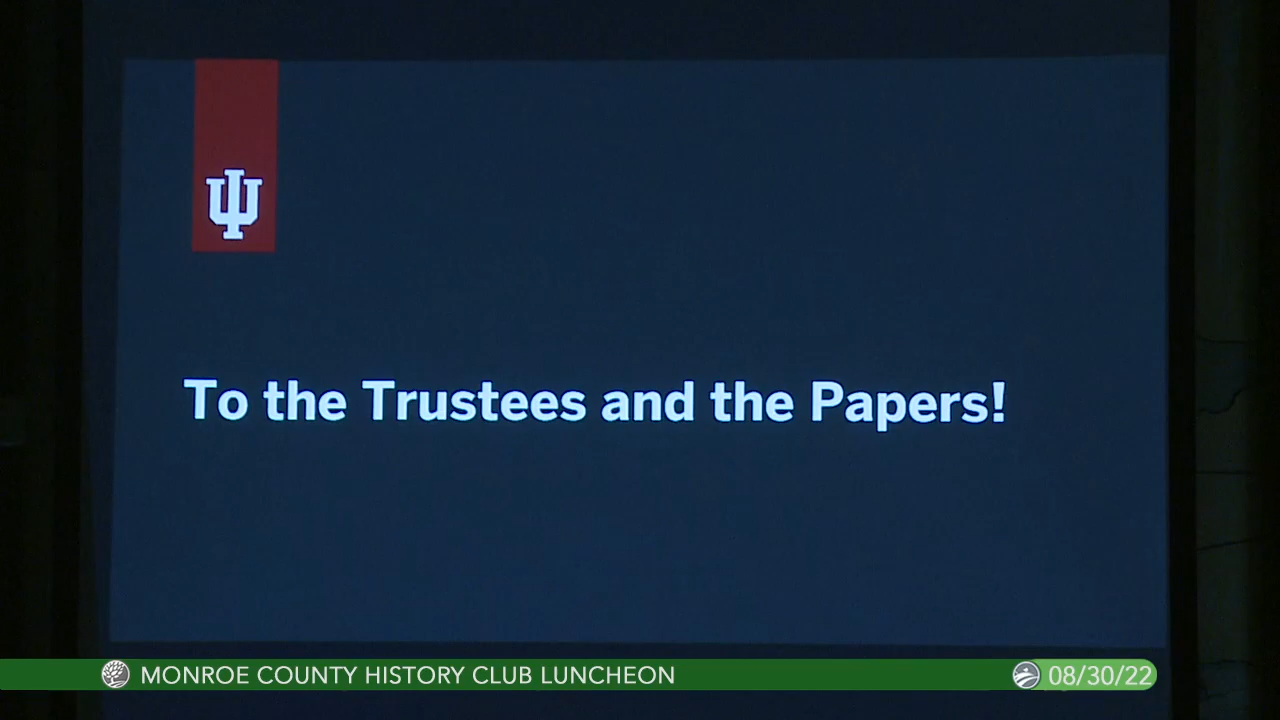 IU
To the Trustees and the Papers!
MONROE COUNTY HISTORY CLUB LUNCHEON
08/30/22